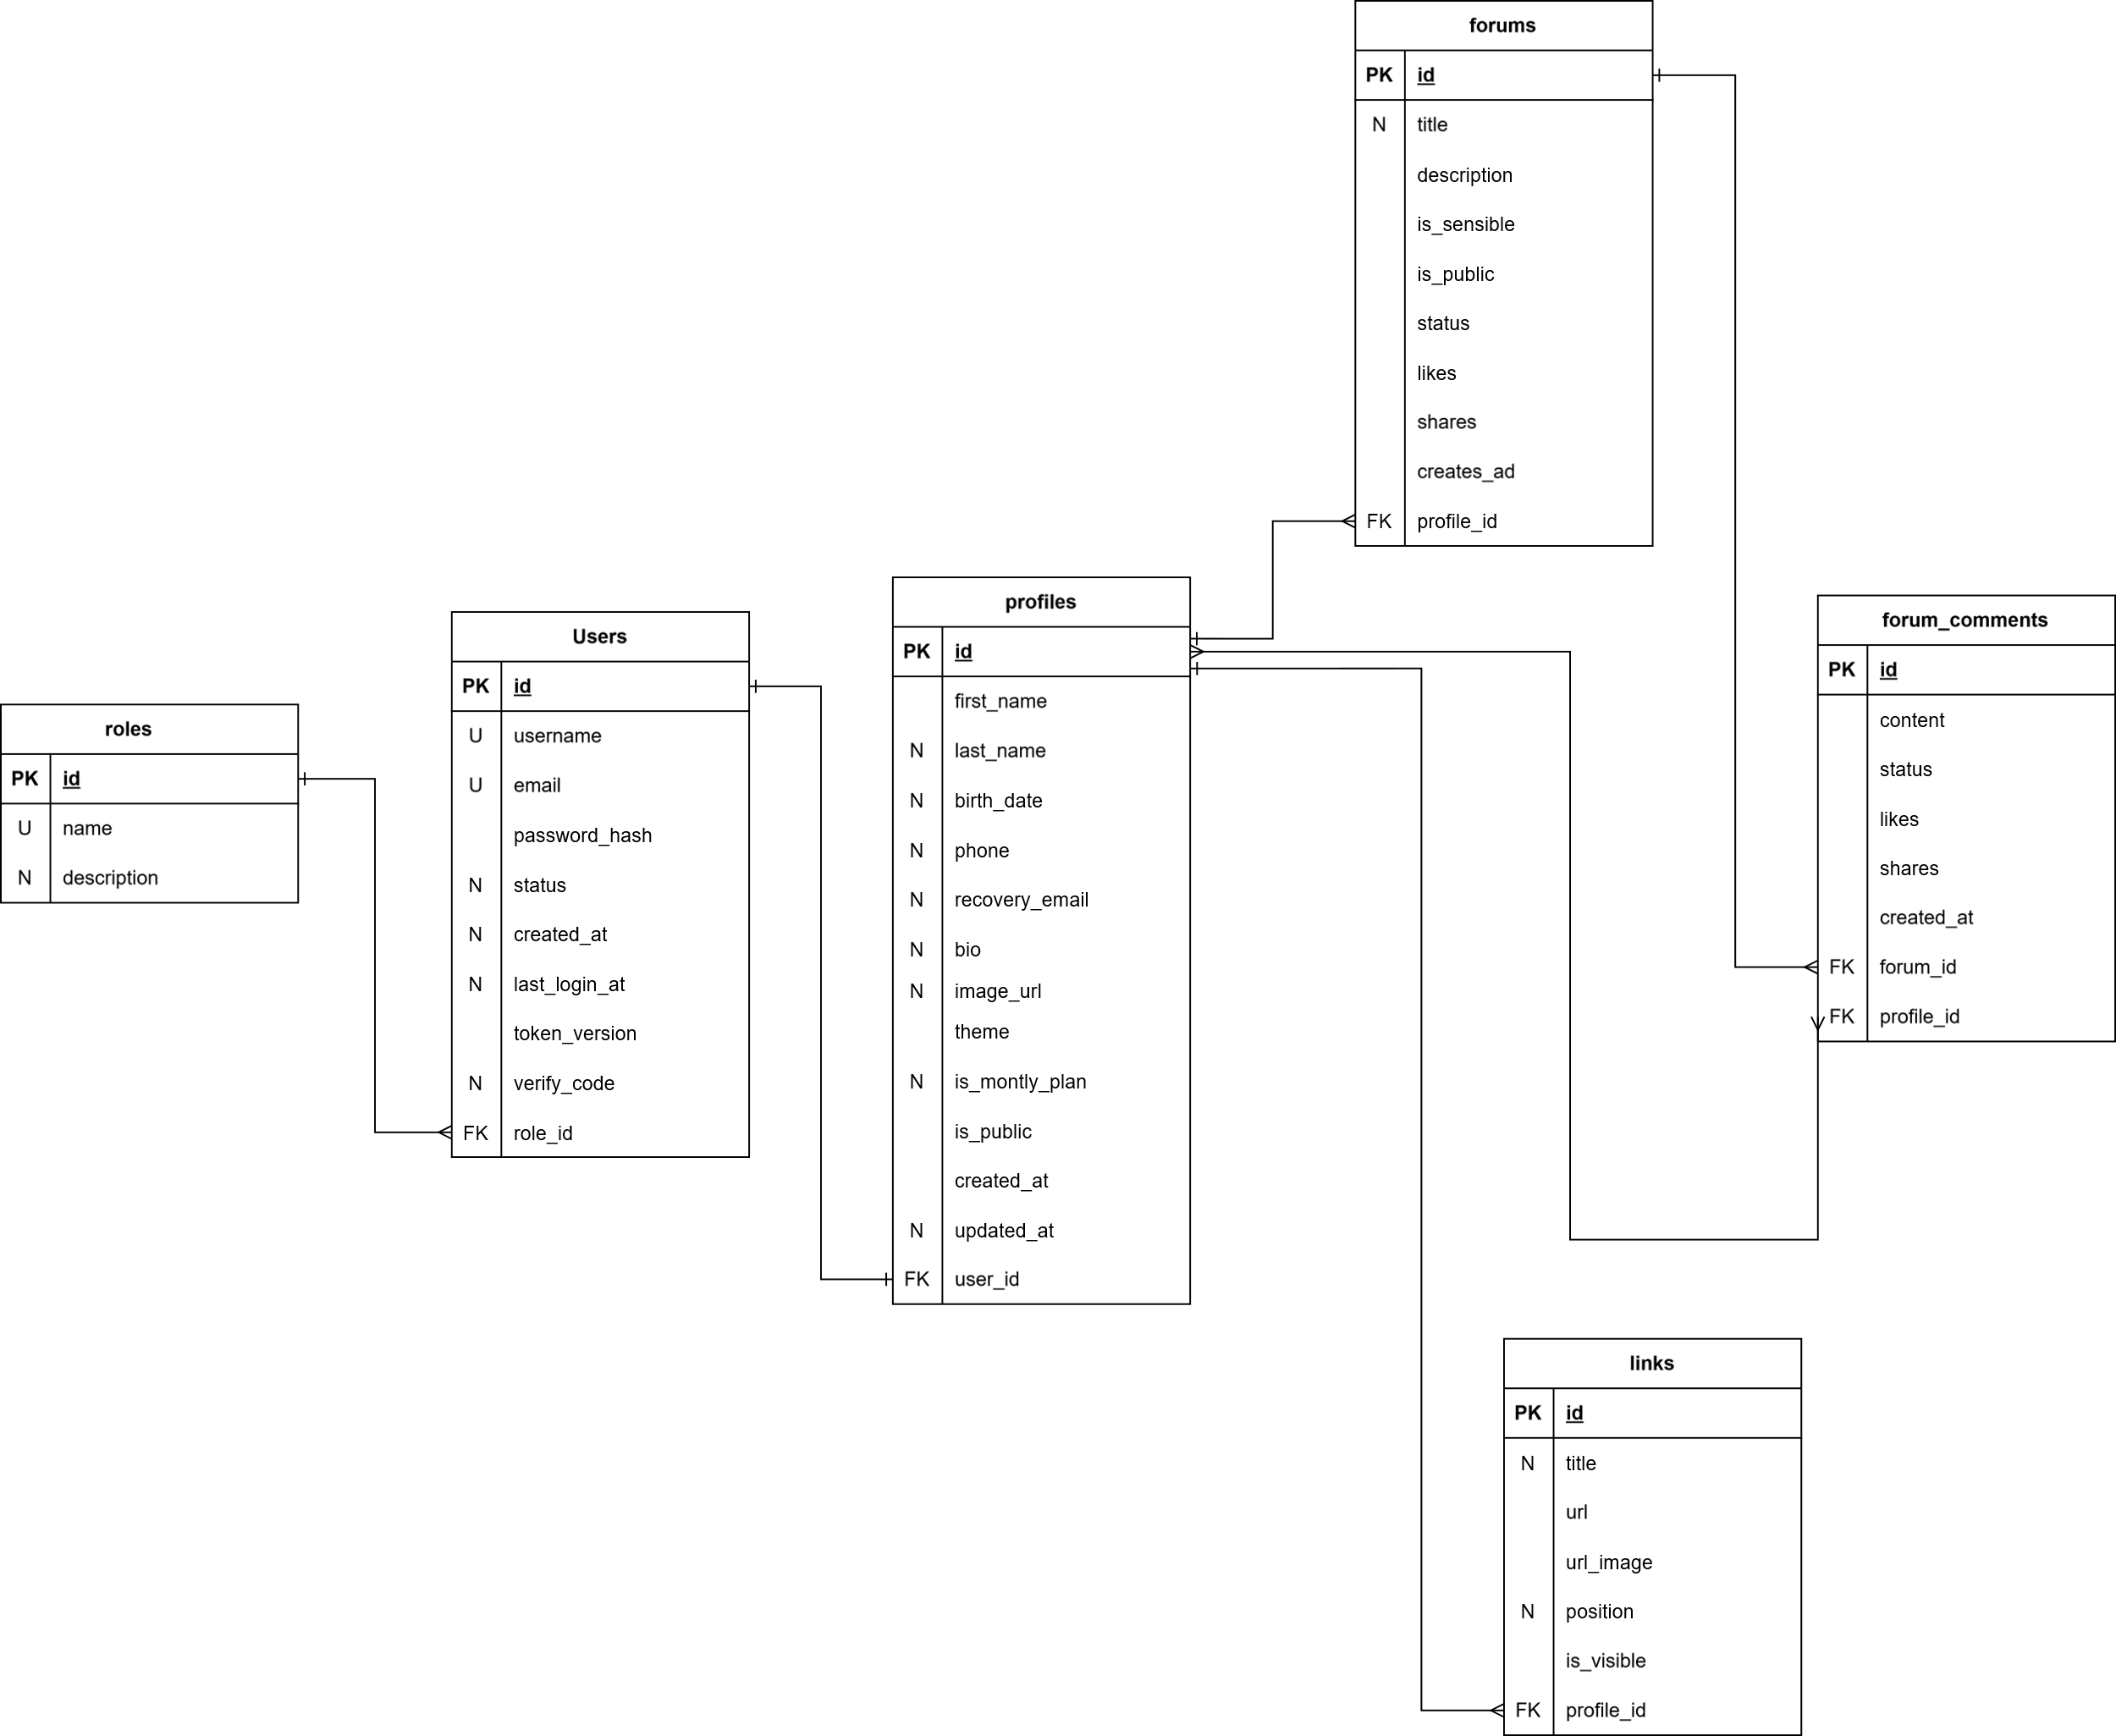 forums
PK id
N title
description
is_sensible
is_public
status
likes
shares
creates_ad
FK profile_id
profiles
PK id
first_name
N last_name
N birth_date
N phone
N recovery_email
N bio
N image_url
theme
N is_montly_plan
is_public
created_at
N updated_at
FK user_id
forum_comments
PK id
content
status
likes
shares
created_at
FK forum_id
FK profile_id
Users
PK id
U username
U email
password_hash
N status
N created_at
N last_login_at
token_version
N verify_code
FK role_id
roles
PK id
U name
N description
links
PK id
N title
url
url_image
N position
is_visible
FK profile_id